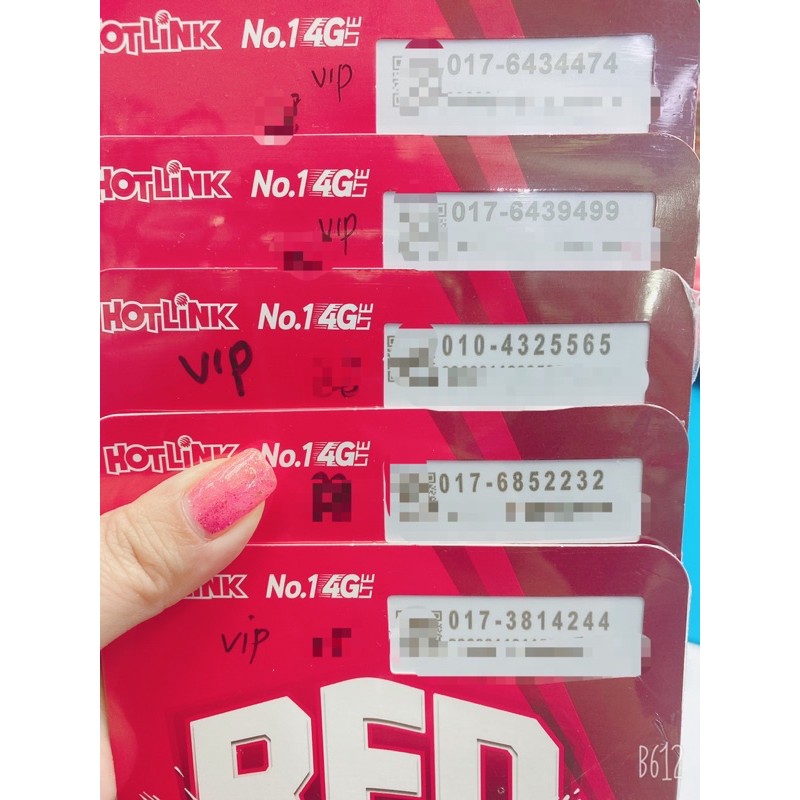 HOTLINK No.1 4G LTE
vip
017-6434474
HOTLINK No.1 4G LTE
vip
017-6439499
HOTLINK No.1 4G LTE
vip
010-4325565
HOTLINK No.1 4G LTE
017-6852232
No.1 4G LTE
vip
017-3814244
RED
B612